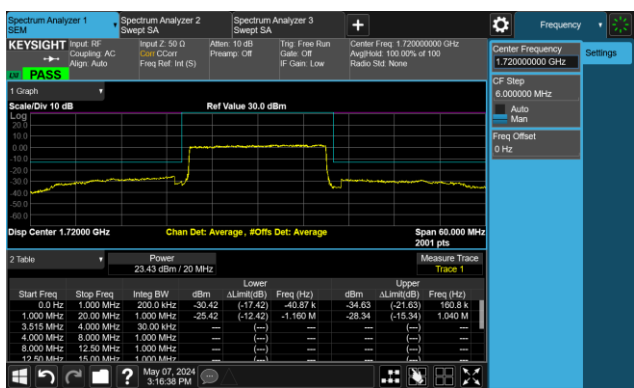 Spectrum Analyzer 1
SEM
Spectrum Analyzer 2
Swept SA
Spectrum Analyzer 3
Swept SA
+
Frequency
KEYSIGHT
Input: RF
Coupling: AC
Align: Auto
Input Z: 50 Ω
Corr CCorr
Freq Ref: Int (S)
Atten: 10 dB
Preamp: Off
Trig: Free Run
Gate: Off
IF Gain: Low
Center Freq: 1.720000000 GHz
Avg|Hold: 100.00% of 100
Radio Std: None
PASS
Center Frequency
1.720000000 GHz
Settings
CF Step
6.000000 MHz
Auto
Man
Freq Offset
0 Hz
1 Graph
Scale/Div 10 dB
Ref Value 30.0 dBm
Log
20.0
10.0
0.00
-10.0
-20.0
-30.0
-40.0
-50.0
-60.0
Disp Center 1.72000 GHz
Chan Det: Average, #Offs Det: Average
Span 60.000 MHz
2001 pts
2 Table
Power
23.43 dBm / 20 MHz
Measure Trace
Trace 1
Lower Upper
Start Freq Stop Freq Integ BW dBm ΔLimit(dB) Freq (Hz) dBm ΔLimit(dB) Freq (Hz)
0.0 Hz 1.000 MHz 200.0 kHz -30.42 (-17.42) -40.87 k -34.63 (-21.63) 160.8 k
1.000 MHz 20.00 MHz 1.000 MHz -25.42 (-12.42) -1.160 M -28.34 (-15.34) 1.040 M
3.515 MHz 4.000 MHz 30.00 kHz --- (---) --- --- (---) ---
4.000 MHz 8.000 MHz 1.000 MHz --- (---) --- --- (---) ---
8.000 MHz 12.50 MHz 1.000 MHz --- (---) --- --- (---) ---
12.50 MHz 15.00 MHz 1.000 MHz --- (---) --- --- (---) ---
?
May 07, 2024
3:16:38 PM